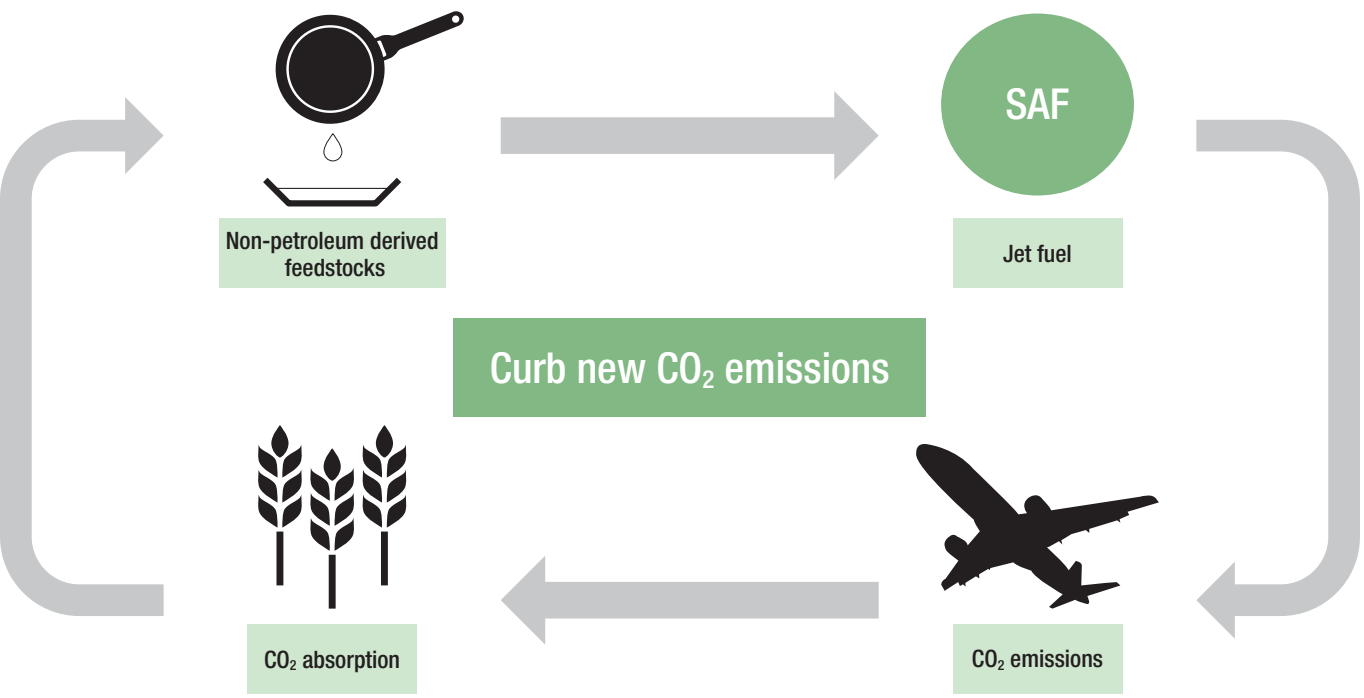 SAF
Non-petroleum derived
feedstocks
Jet fuel
Curb new CO₂ emissions
CO₂ absorption
CO₂ emissions